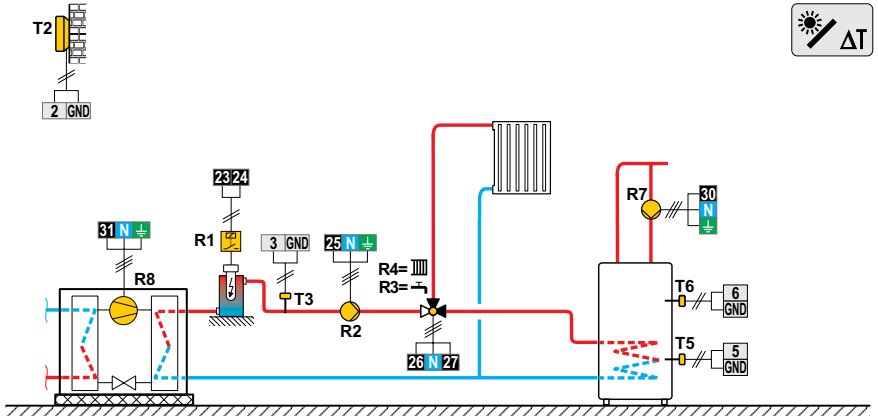 T2
2 GND
ΔT
23 24
31 N
R1
3 GND
25 N
R8
T3
R2
R4=
R3=
26 N 27
R7
30
N
T6
6
GND
T5
5
GND